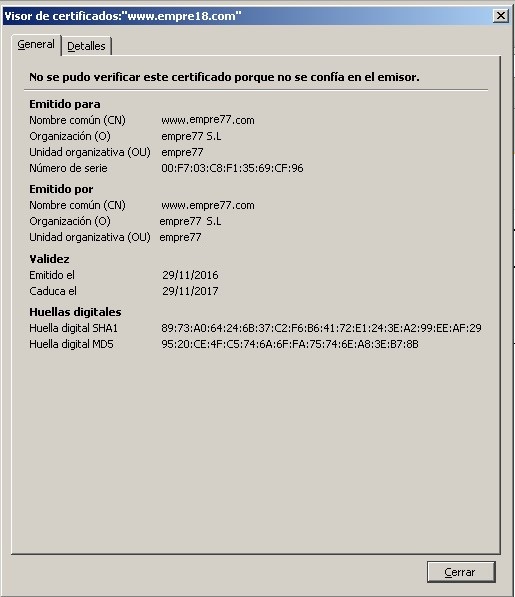 Visor de certificados:"www.empre18.com"
General Detalles
No se pudo verificar este certificado porque no se confía en el emisor.
Emitido para
Nombre común (CN) www.empre77.com
Organización (O) empre77 S.L
Unidad organizativa (OU) empre77
Número de serie 00:F7:03:C8:F1:35:69:CF:96
Emitido por
Nombre común (CN) www.empre77.com
Organización (O) empre77 S.L
Unidad organizativa (OU) empre77
Validez
Emitido el 29/11/2016
Caduca el 29/11/2017
Huellas digitales
Huella digital SHA1 89:73:A0:64:24:6B:37:C2:F6:B6:41:72:E1:24:3E:A2:99:EE:AF:29
Huella digital MD5 95:20:CE:4F:C5:74:6A:6F:FA:75:74:6E:A8:3E:B7:8B
Cerrar